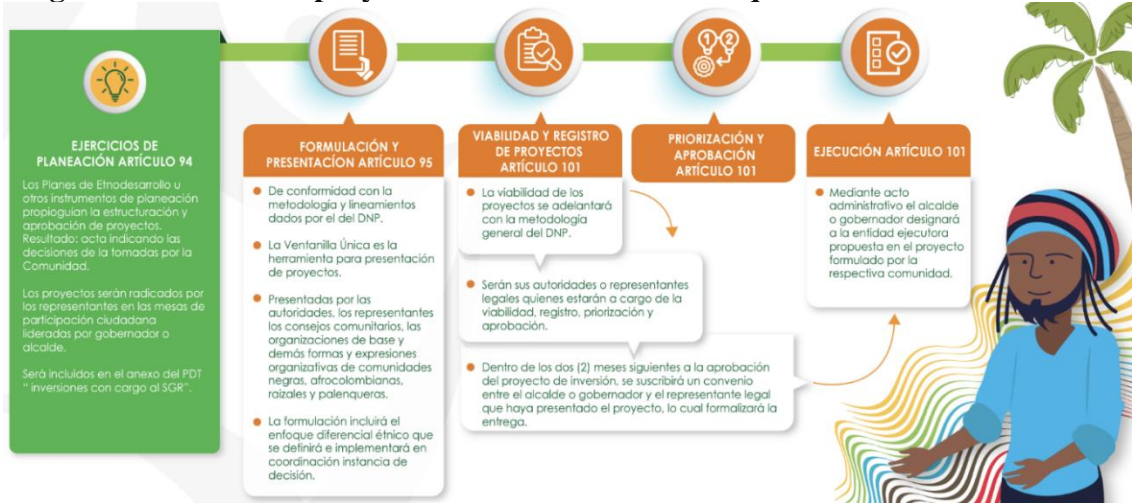 EJERCICIOS DE
PLANEACIÓN ARTÍCULO 94
Los Planes de Etnodesarrollo u
otros instrumentos de planeación
propioguían la estructuración y
aprobación de proyectos.
Resultado: acta indicando las
decisiones de la tomadas por la
Comunidad.
Los proyectos serán radicados por
los representantes en las mesas de
participación ciudadana
lideradas por gobernador o
alcalde.
Será incluidos en el anexo del PDT
“ inversiones con cargo al SGR”.
FORMULACIÓN Y
PRESENTACÍON ARTÍCULO 95
De conformidad con la
metodología y lineamientos
dados por el del DNP.
La Ventanilla Única es la
herramienta para presentación
de proyectos.
Presentadas por las
autoridades, los representantes
los consejos comunitarios, las
organizaciones de base y
demás formas y expresiones
organizativas de comunidades
negras, afrocolombianas,
raizales y palenqueras.
La formulación incluirá el
enfoque diferencial étnico que
se definirá e implementará en
coordinación instancia de
decisión.
VIABILIDAD Y REGISTRO
DE PROYECTOS
ARTÍCULO 101
La viabilidad de los
proyectos se adelantará
con la metodología
general del DNP.
Serán sus autoridades o representantes
legales quienes estarán a cargo de la
viabilidad, registro, priorización y
aprobación.
Dentro de los dos (2) meses siguientes a la aprobación
del proyecto de inversión, se suscribirá un convenio
entre el alcalde o gobernador y el representante legal
que haya presentado el proyecto, lo cual formalizará la
entrega.
1 2
PRIORIZACIÓN Y
APROBACIÓN
ARTÍCULO 101
EJECUCIÓN ARTÍCULO 101
Mediante acto
administrativo el alcalde
o gobernador designará
a la entidad ejecutora
propuesta en el proyecto
formulado por la
respectiva comunidad.